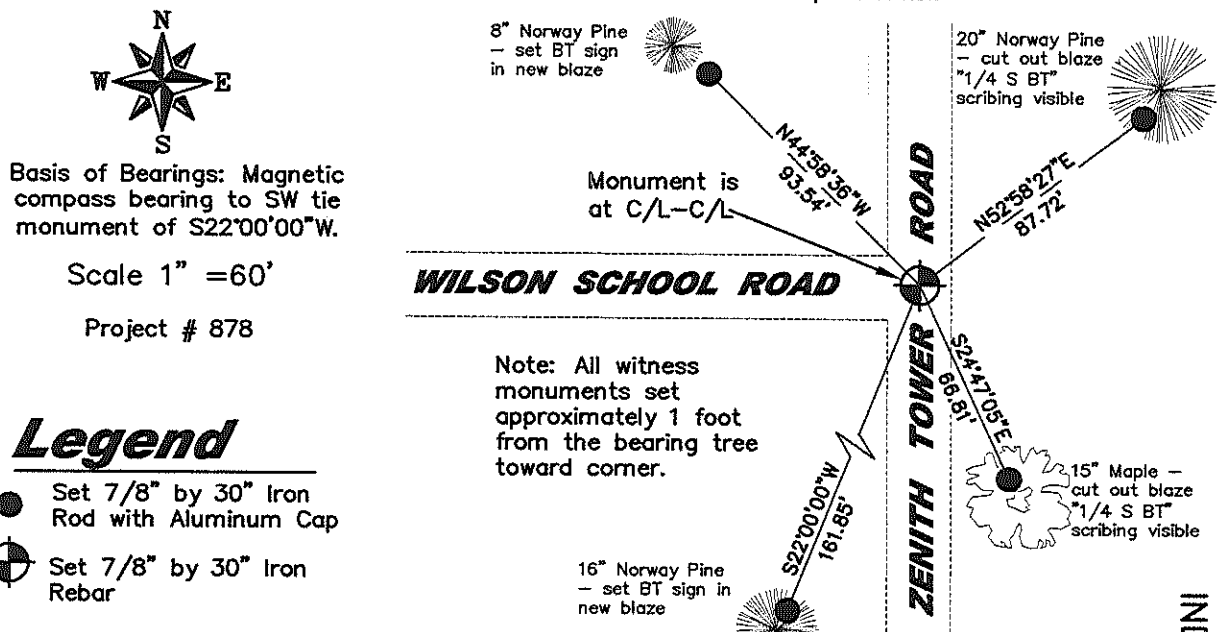 N
W E
S
Basis of Bearings: Magnetic
compass bearing to SW tie
monument of S22°00'00"W.
Scale 1" =60'
Project # 878
Legend
Set 7/8" by 30" Iron
Rod with Aluminum Cap
Set 7/8" by 30" Iron
Rebar
8" Norway Pine
– set BT sign
in new blaze
20" Norway Pine
– cut out blaze
"1/4 S BT"
scribing visible
N44°58'36"W
93.54'
N52°58'27"E
87.72'
Monument is
at C/L–C/L
WILSON SCHOOL ROAD
ZENITH TOWER ROAD
Note: All witness
monuments set
approximately 1 foot
from the bearing tree
toward corner.
S24°47'05"E
66.81'
S22°00'00"W
161.85'
15" Maple –
cut out blaze
"1/4 S BT"
scribing visible
16" Norway Pine
– set BT sign in
new blaze